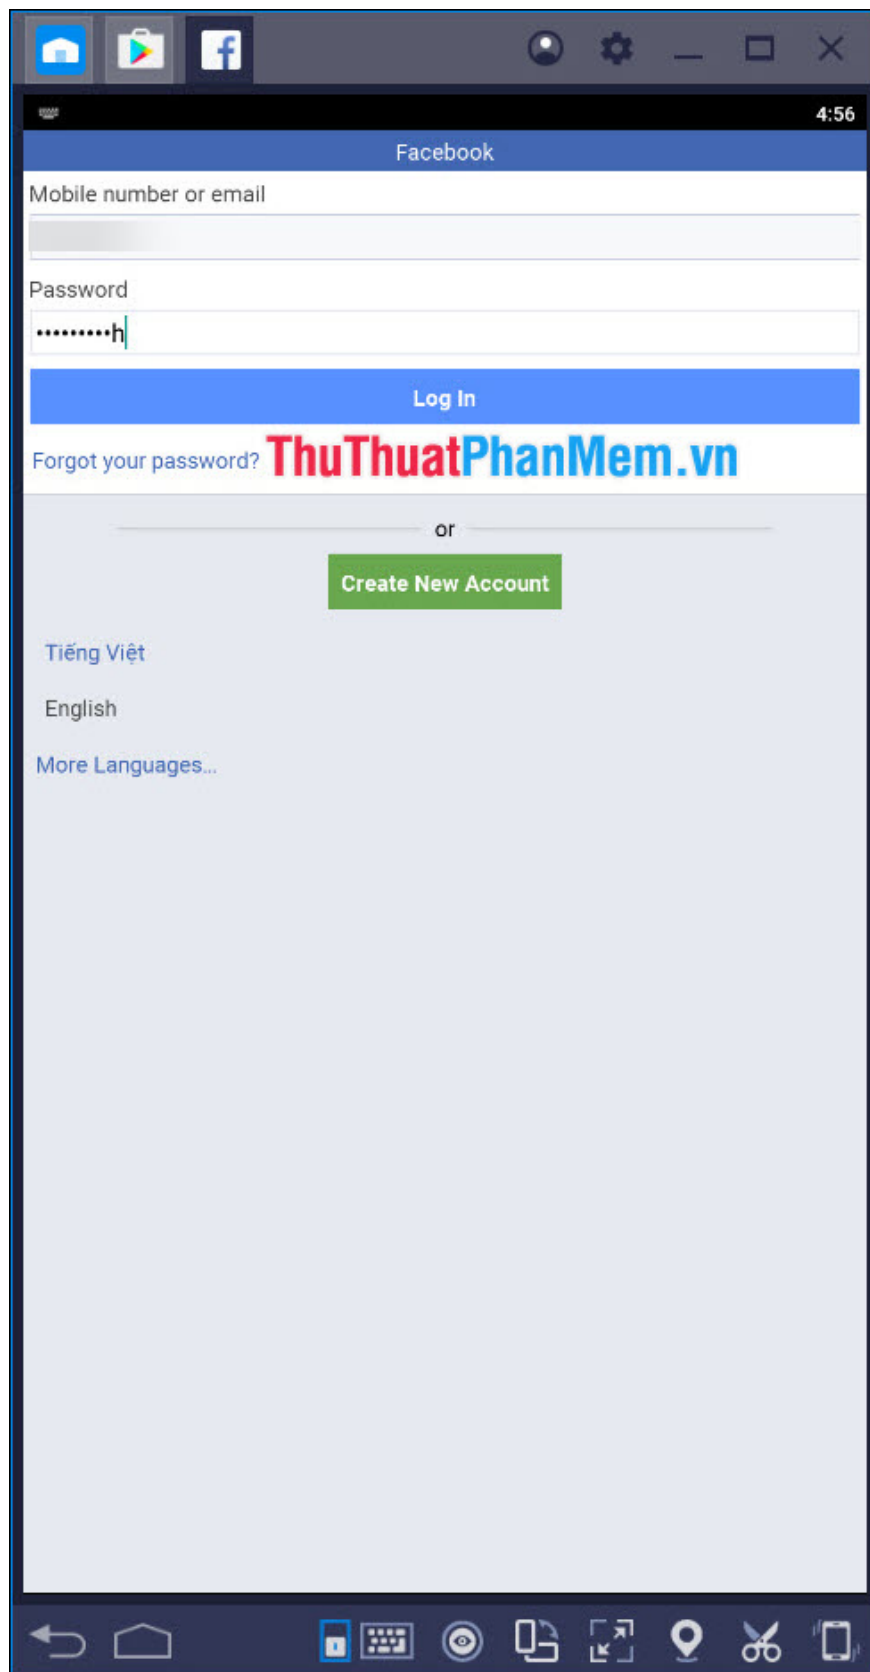 4:56
Facebook
Mobile number or email
Password
•••••••••h
Log In
Forgot your password?
ThuThuatPhanMem.vn
or
Create New Account
Tiếng Việt
English
More Languages...